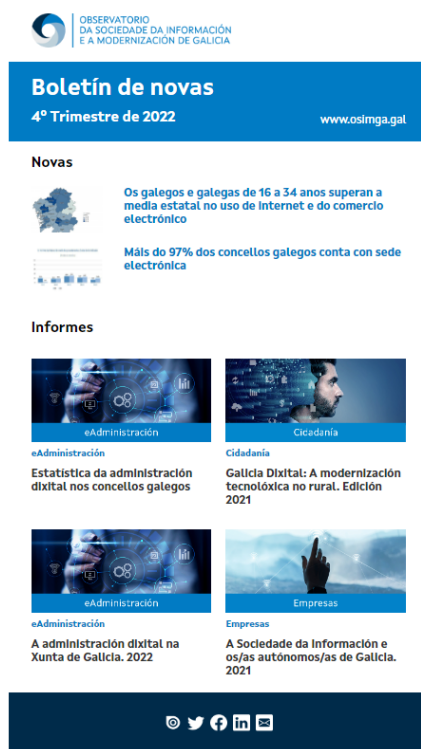 OBSERVATORIO
DA SOCIEDADE DA INFORMACIÓN
E A MODERNIZACIÓN DE GALICIA
Boletín de novas
4º Trimestre de 2022
www.osimga.gal
Novas
Os galegos e galegas de 16 a 34 anos superan a
media estatal no uso de Internet e do comercio
electrónico
Máis do 97% dos concellos galegos conta con sede
electrónica
Informes
eAdministración
eAdministración
Estatística da administración
dixital nos concellos galegos
Cidadanía
Cidadanía
Galicia Dixital: A modernización
tecnolóxica no rural. Edición
2021
eAdministración
eAdministración
A administración dixital na
Xunta de Galicia. 2022
Empresas
Empresas
A Sociedade da Información e
os/as autónomos/as de Galicia.
2021